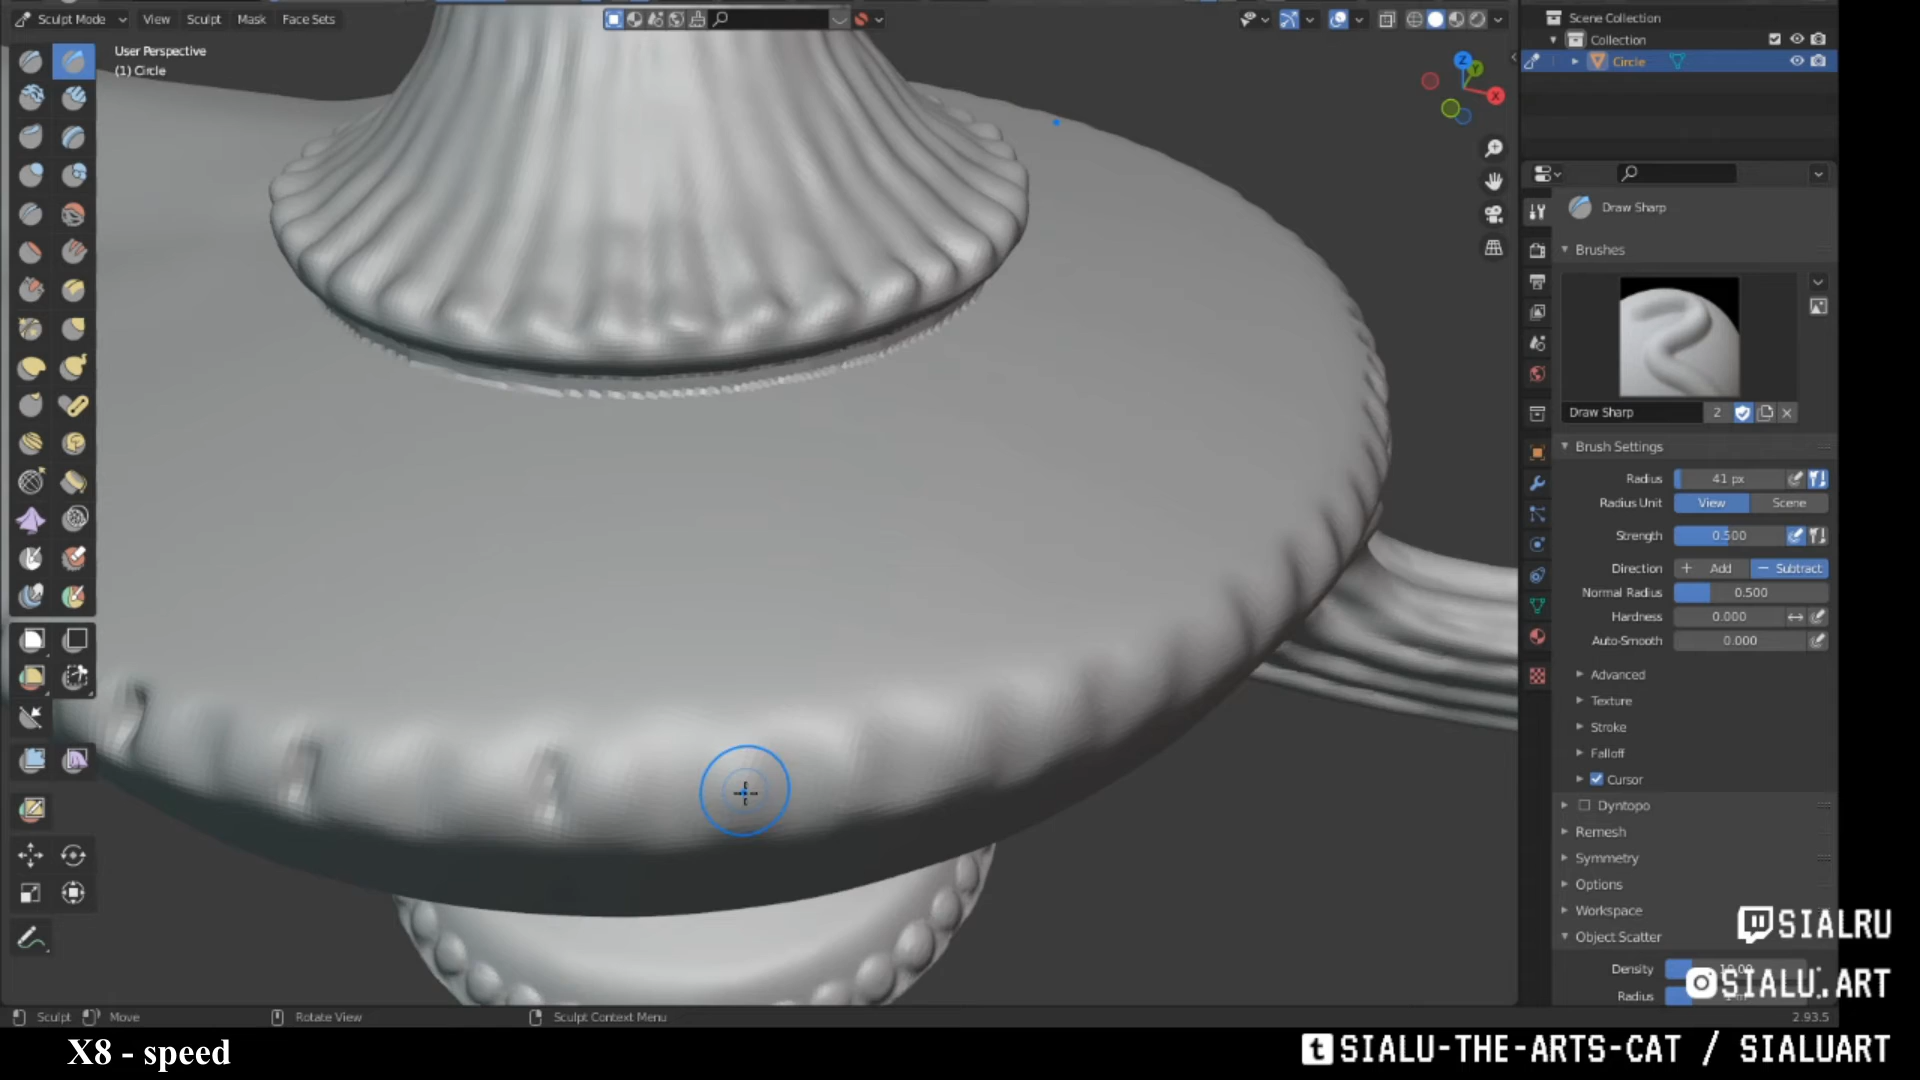 Sculpt Mode View Sculpt Mask Face Sets
User Perspective
(1) Circle
Z
Y
X
Scene Collection
Collection
Circle
Draw Sharp
Brushes
Draw Sharp 2
Brush Settings
Radius 41 px
Radius Unit View Scene
Strength 0.500
Direction + Add − Subtract
Normal Radius 0.500
Hardness 0.000
Auto-Smooth 0.000
Advanced
Texture
Stroke
Falloff
Cursor
Dyntopo
Remesh
Symmetry
Options
Workspace
Object Scatter
Density
Radius
SIALRU
SIALU.ART
Sculpt Move Rotate View Sculpt Context Menu 2.93.5
X8 - speed
SIALU-THE-ARTS-CAT / SIALUART